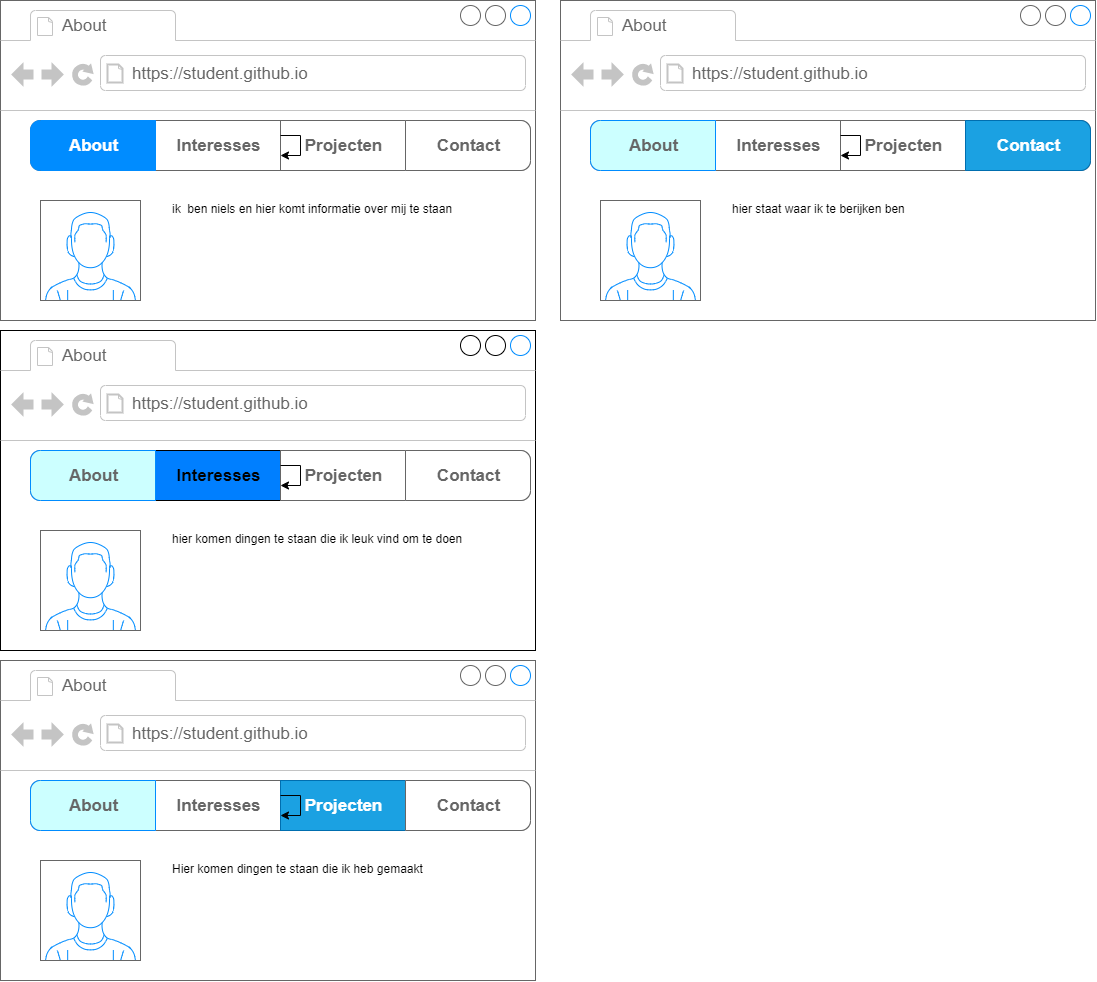 About
https://student.github.io
About Interesses Projecten Contact
ik  ben niels en hier komt informatie over mij te staan
About
https://student.github.io
About Interesses Projecten Contact
hier staat waar ik te berijken ben
About
https://student.github.io
About Interesses Projecten Contact
hier komen dingen te staan die ik leuk vind om te doen
About
https://student.github.io
About Interesses Projecten Contact
Hier komen dingen te staan die ik heb gemaakt